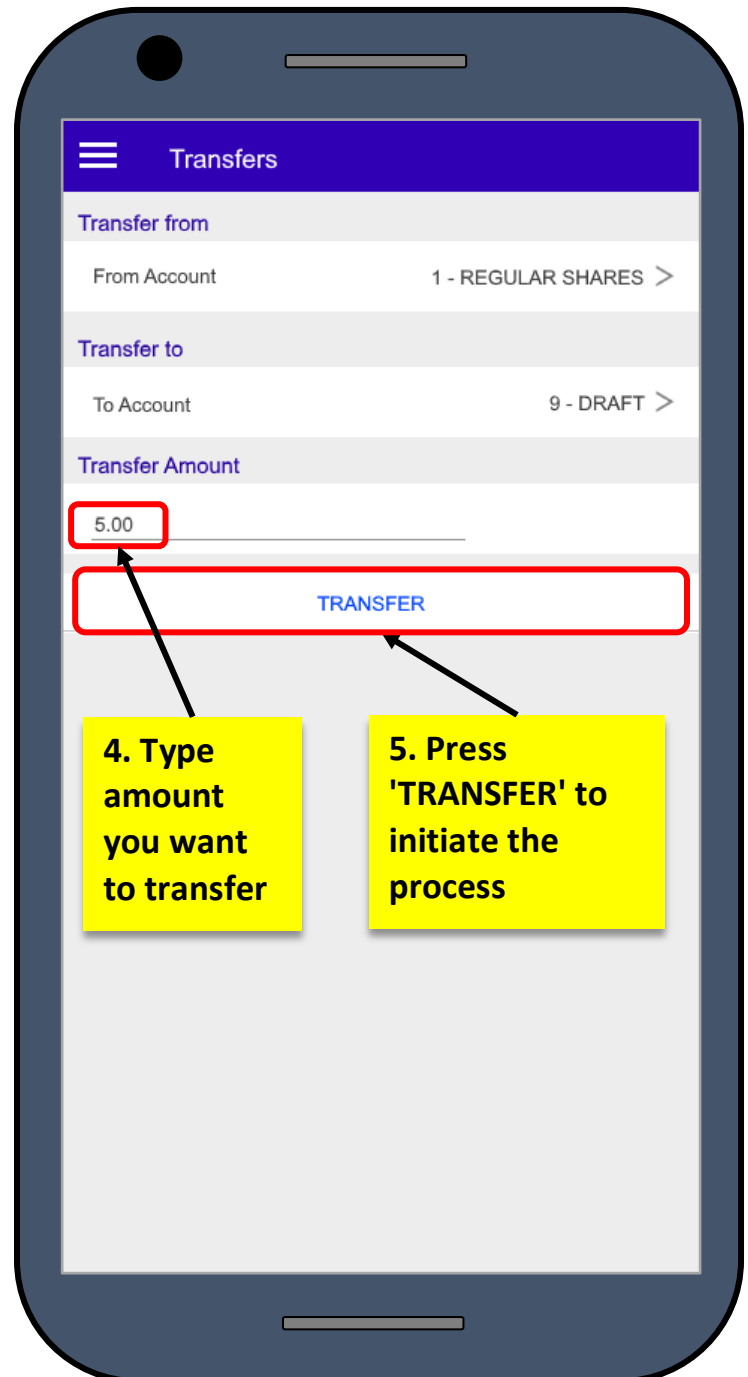 Transfers
Transfer from
From Account 1 - REGULAR SHARES >
Transfer to
To Account 9 - DRAFT >
Transfer Amount
5.00
TRANSFER
4. Type
amount
you want
to transfer
5. Press
'TRANSFER' to
initiate the
process